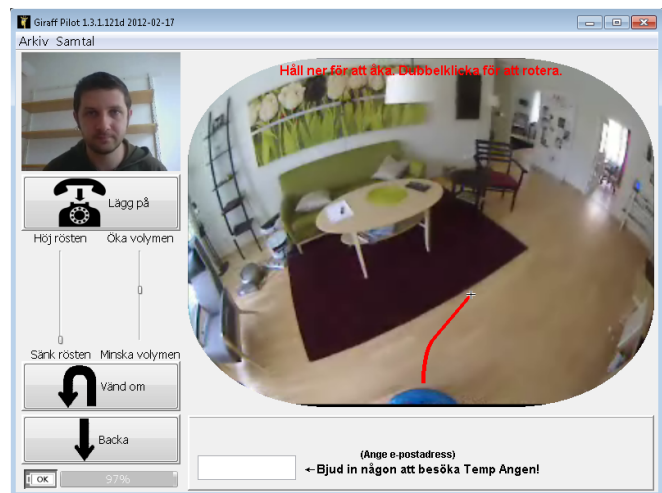 Giraff Pilot 1.3.1.121d 2012-02-17
Arkiv Samtal
Håll ner för att åka. Dubbelklicka för att rotera.
Lägg på
Höj rösten Öka volymen
Sänk rösten Minska volymen
Vänd om
Backa
OK 97%
(Ange e-postadress)
←Bjud in någon att besöka Temp Angen!